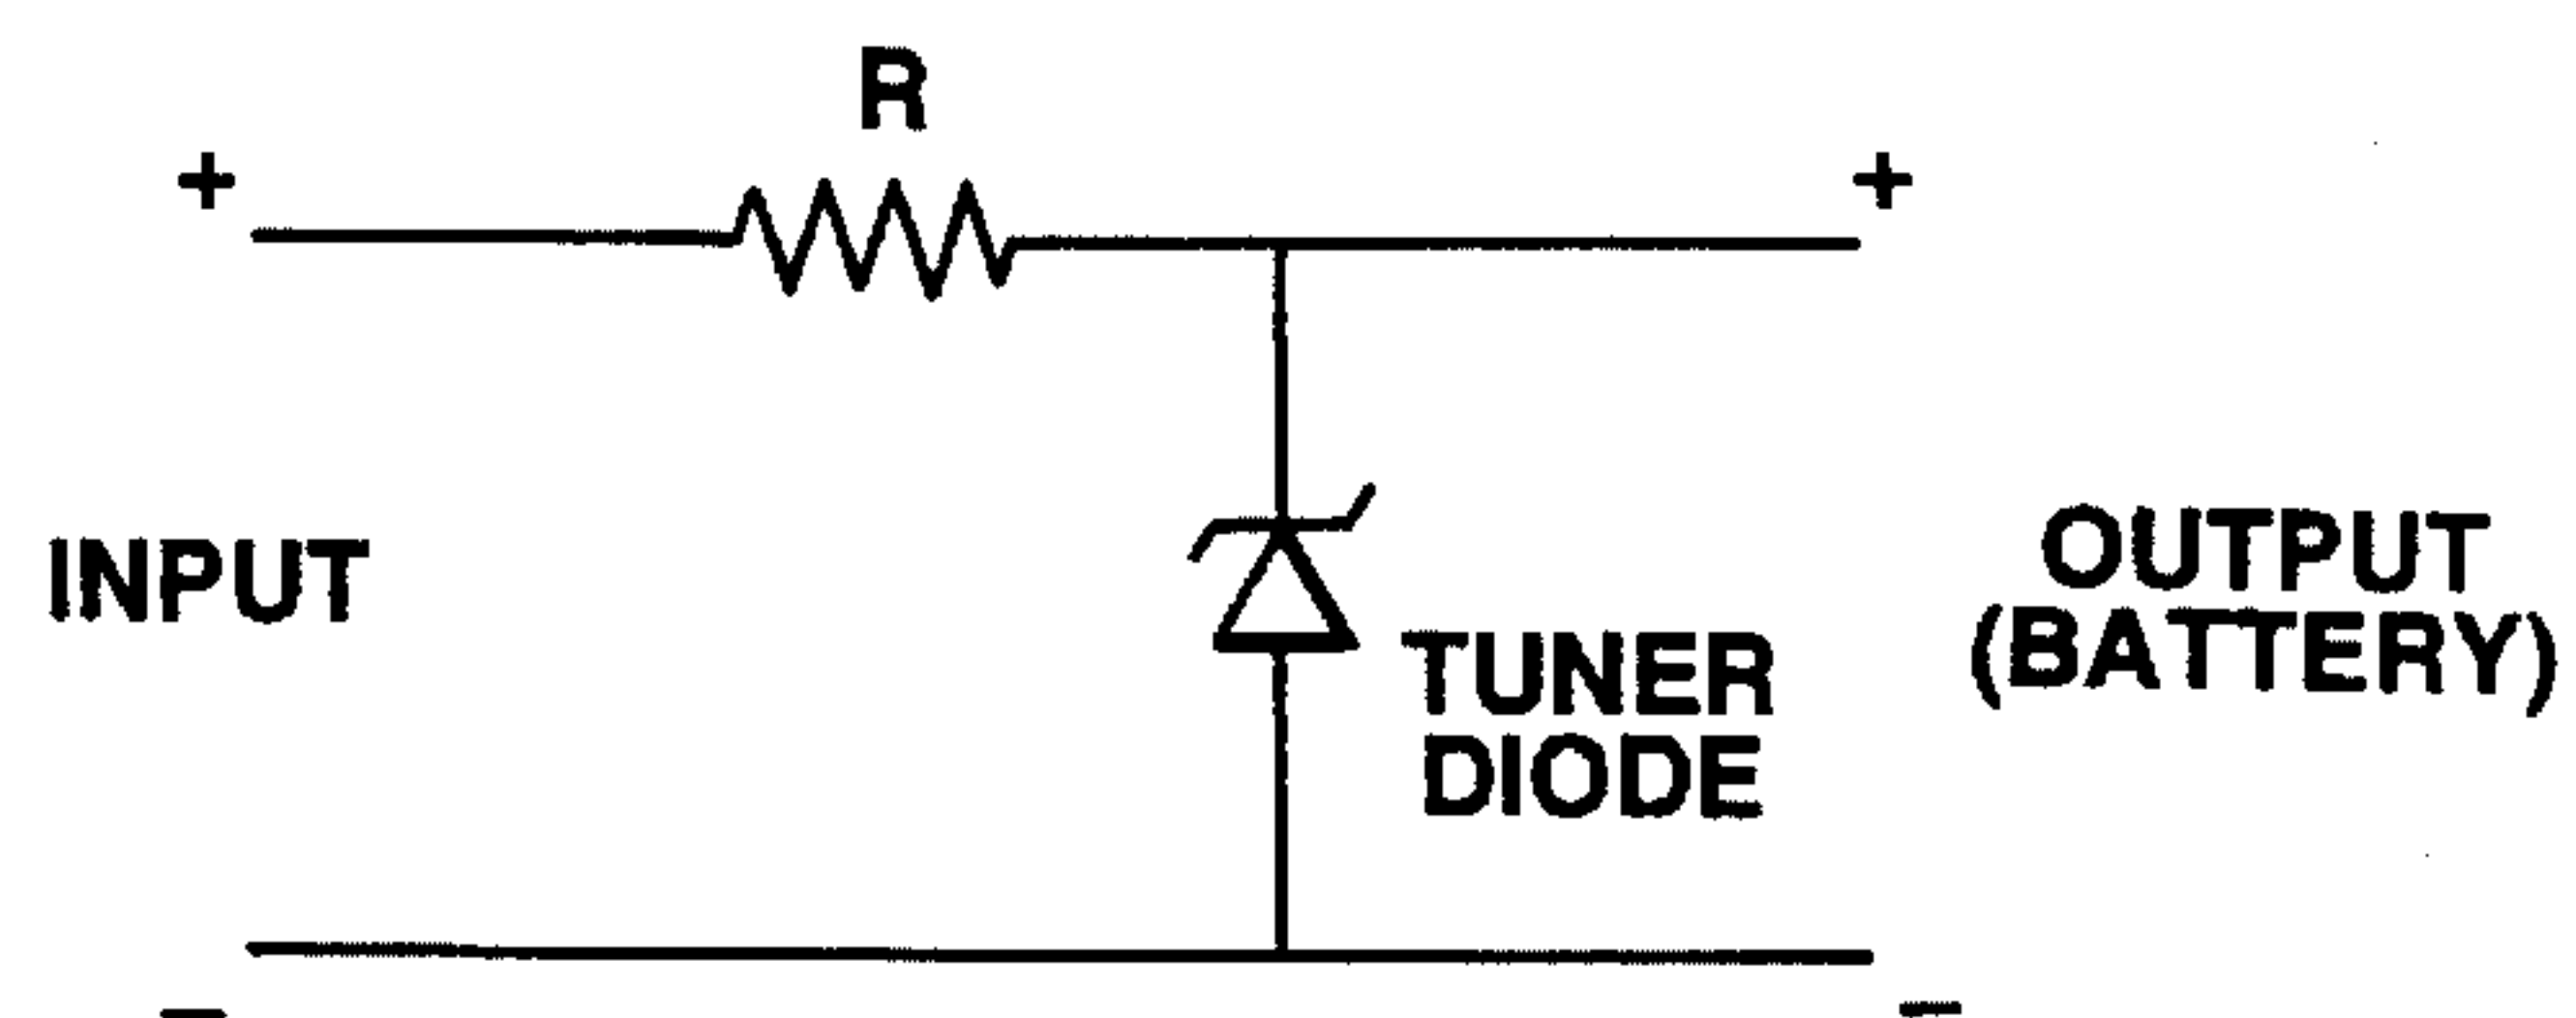 R
+
+
INPUT
OUTPUT
(BATTERY)
TUNER
DIODE
−
−